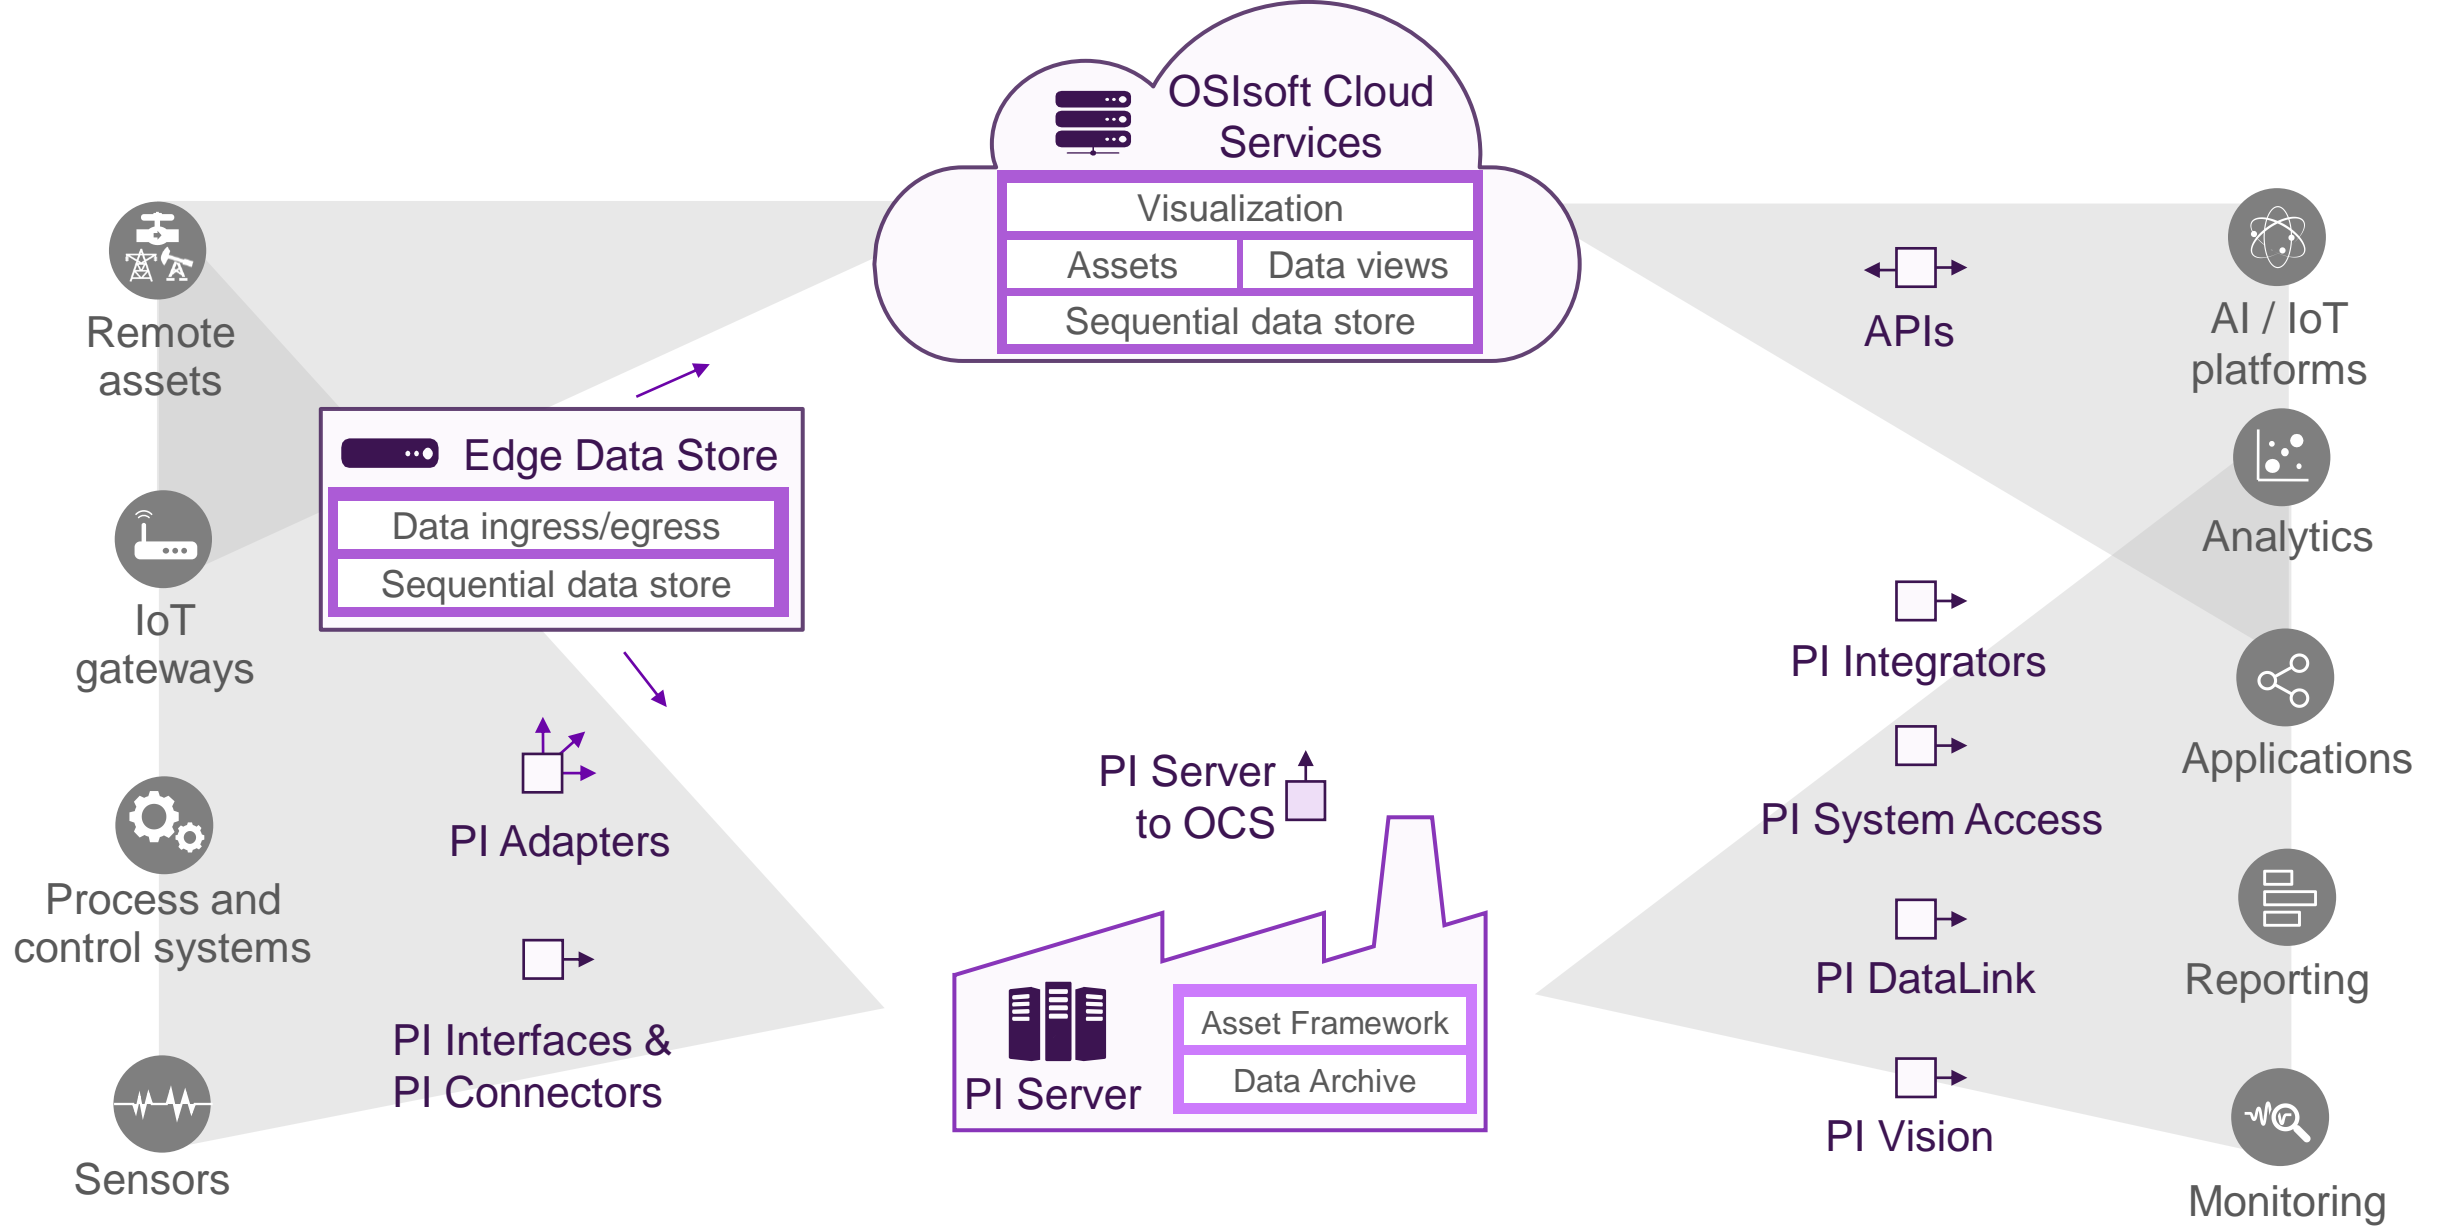 OSIsoft Cloud
Services
Visualization
Assets
Data views
Sequential data store
Remote
assets
IoT
gateways
Process and
control systems
Sensors
Edge Data Store
Data ingress/egress
Sequential data store
PI Adapters
PI Interfaces &
PI Connectors
PI Server
to OCS
PI Server
Asset Framework
Data Archive
APIs
PI Integrators
PI System Access
PI DataLink
PI Vision
AI / IoT
platforms
Analytics
Applications
Reporting
Monitoring